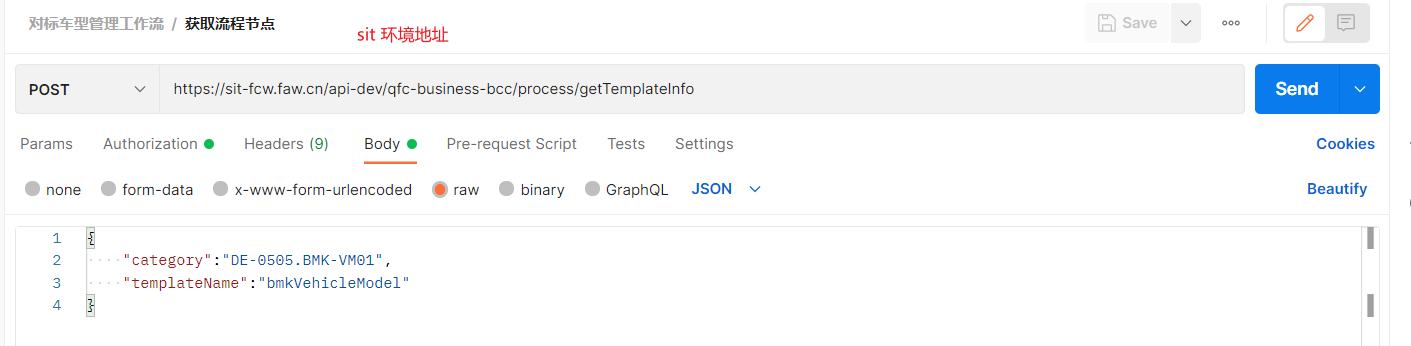 对标车型管理工作流 / 获取流程节点
sit 环境地址
Save
POST
https://sit-fcw.faw.cn/api-dev/qfc-business-bcc/process/getTemplateInfo
Send
Params Authorization Headers (9) Body Pre-request Script Tests Settings Cookies
none form-data x-www-form-urlencoded raw binary GraphQL JSON Beautify
1 {
2 "category":"DE-0505.BMK-VM01",
3 "templateName":"bmkVehicleModel"
4 }